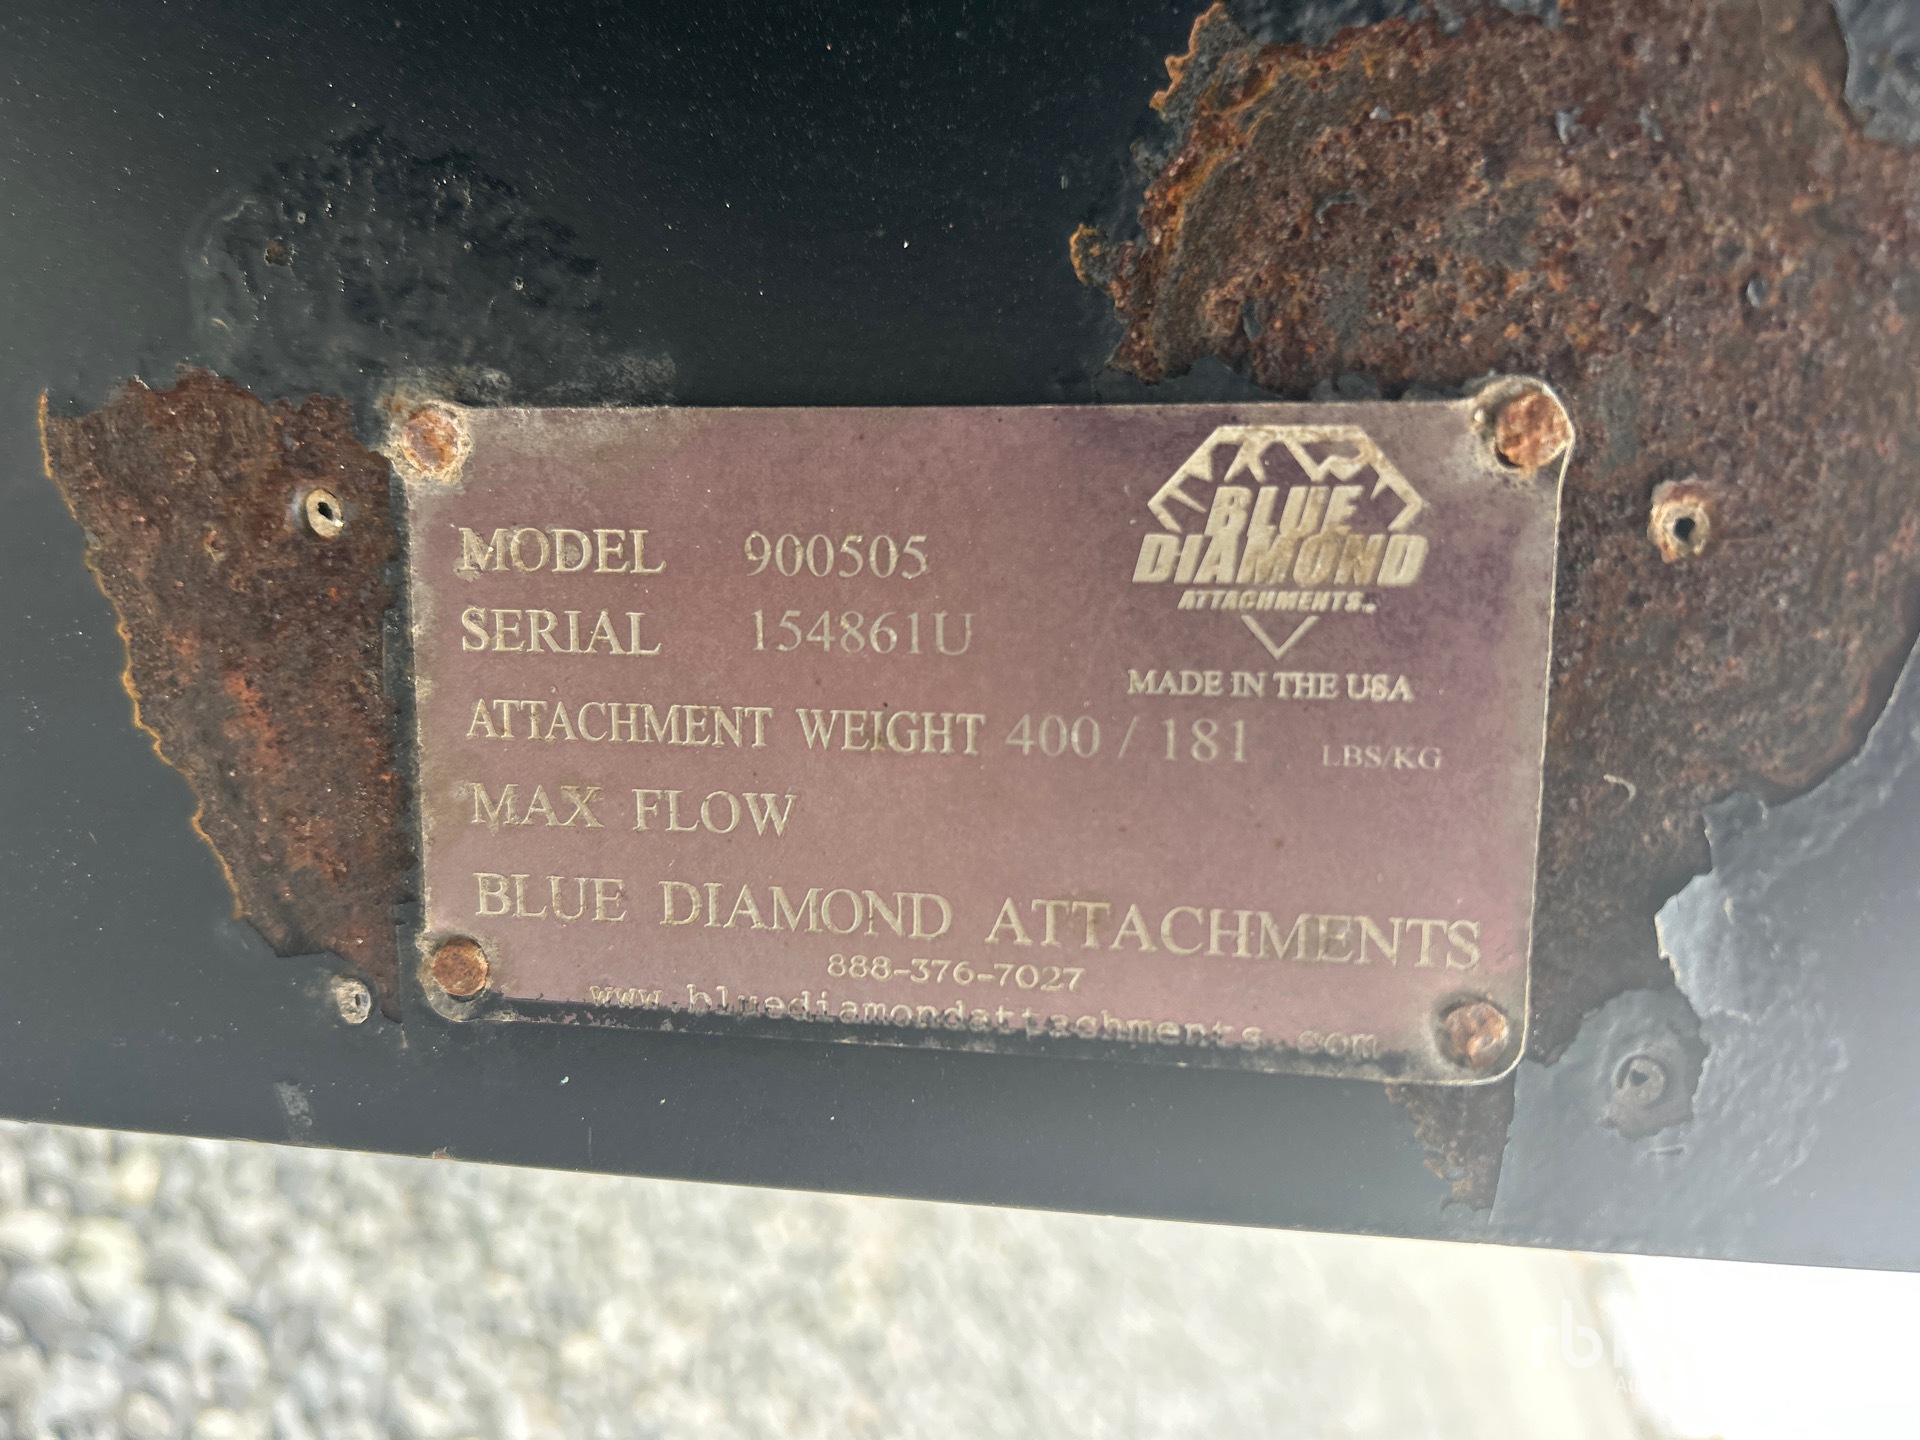 BLUE
DIAMOND
ATTACHMENTS
MADE IN THE USA
MODEL 900505
SERIAL 154861U
ATTACHMENT WEIGHT 400 / 181 LBS/KG
MAX FLOW
BLUE DIAMOND ATTACHMENTS
888-376-7027
www.bluediamondattachments.com